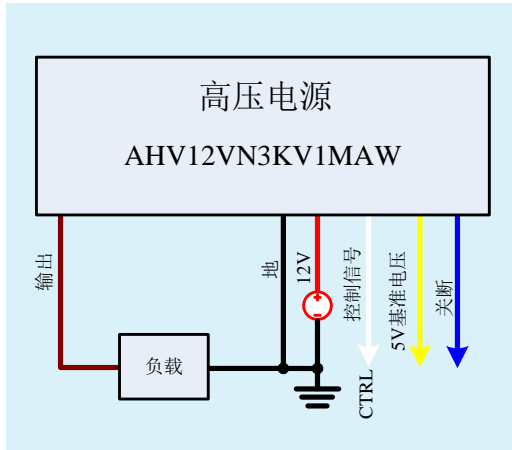 高压电源
AHV12VN3KV1MAW
输出
地
12V
控制信号
5V基准电压
关断
负载
CTRL